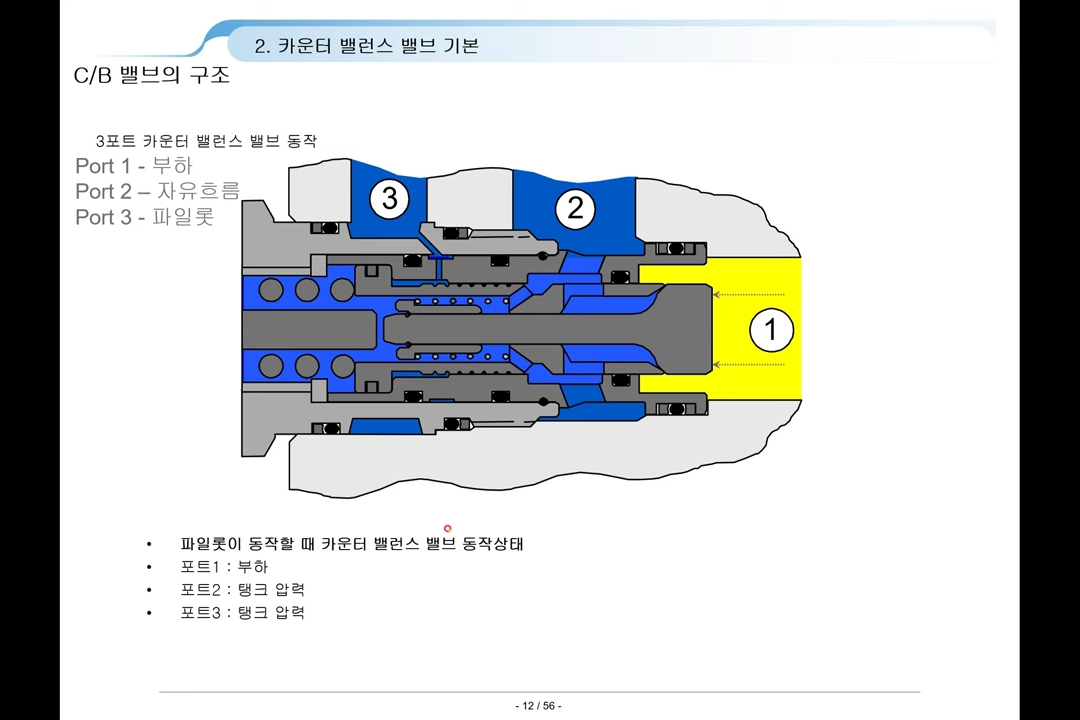 2. 카운터 밸런스 밸브 기본
C/B 밸브의 구조
3포트 카운터 밸런스 밸브 동작
Port 1 - 부하
Port 2 – 자유흐름
Port 3 - 파일롯
3
2
1
• 파일롯이 동작할 때 카운터 밸런스 밸브 동작상태
• 포트1 : 부하
• 포트2 : 탱크 압력
• 포트3 : 탱크 압력
- 12 / 56 -